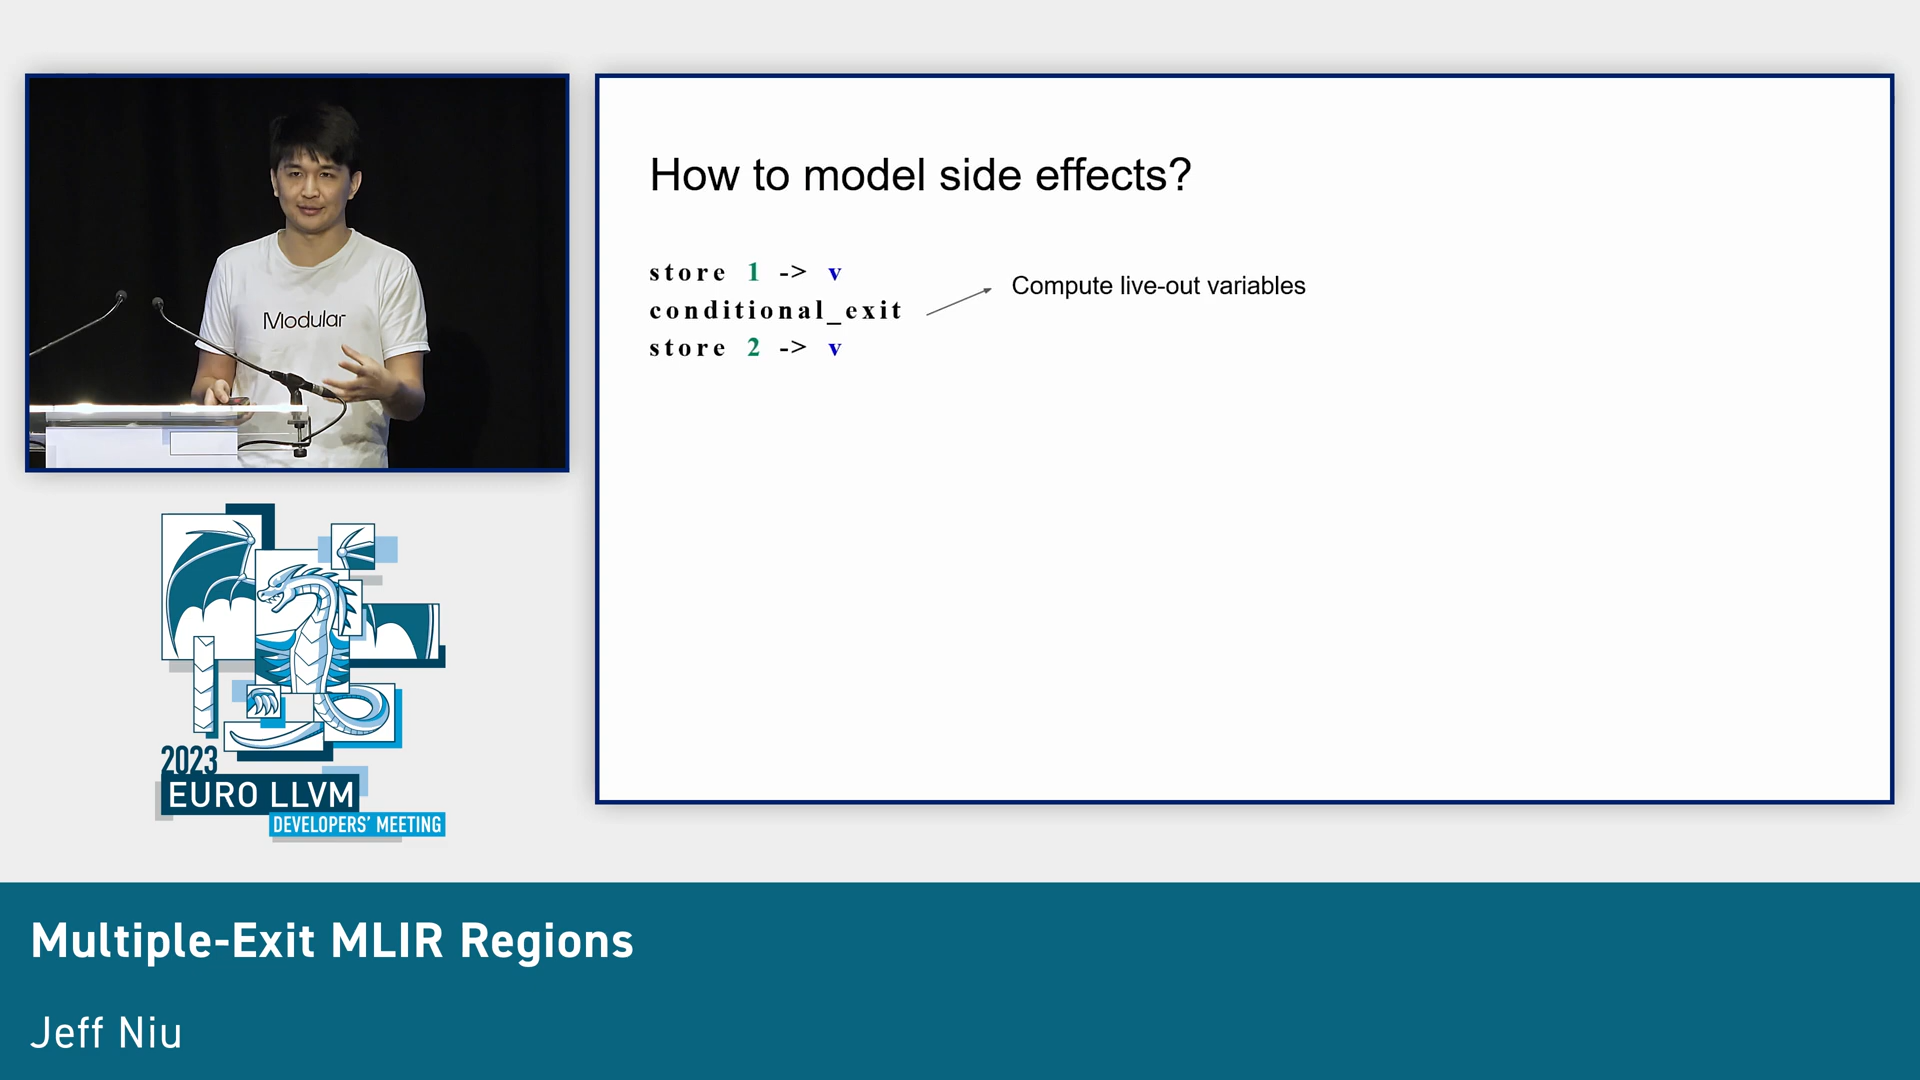 Modular
How to model side effects?
store 1 -> v
conditional_exit
store 2 -> v
Compute live-out variables
2023
EURO LLVM
DEVELOPERS' MEETING
Multiple-Exit MLIR Regions
Jeff Niu